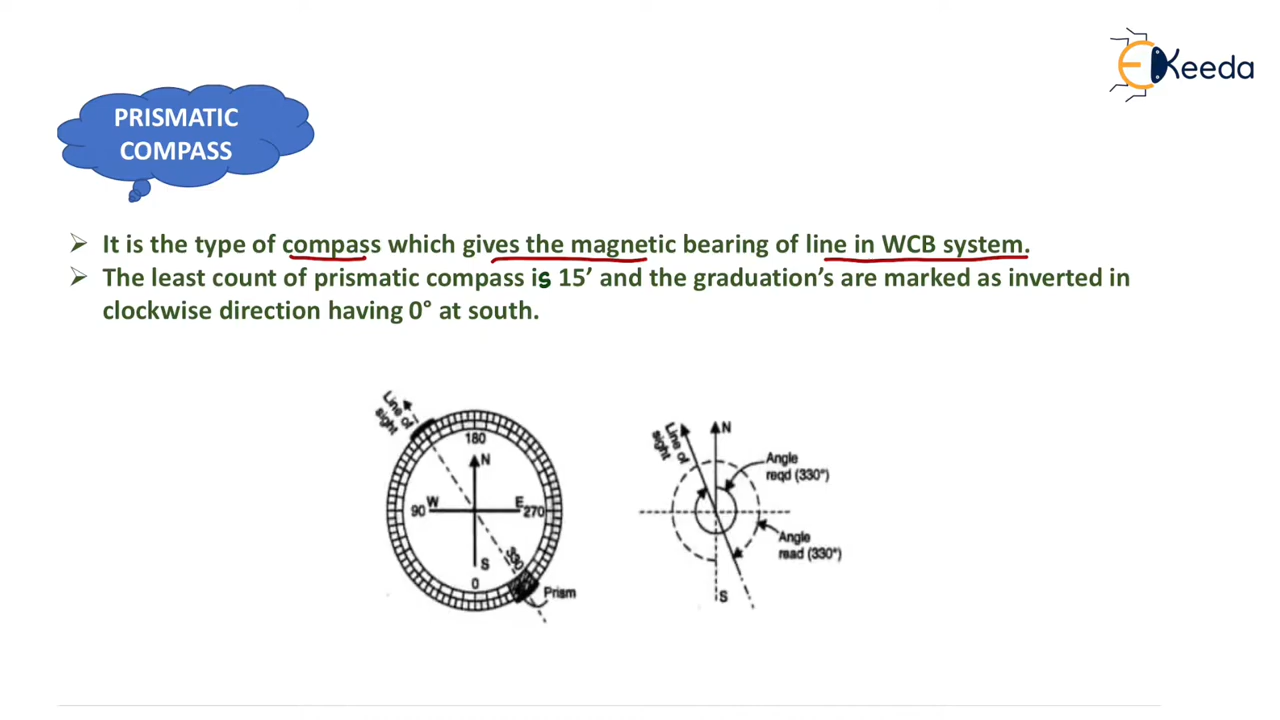 EKeeda
PRISMATIC
COMPASS
It is the type of compass which gives the magnetic bearing of line in WCB system.
The least count of prismatic compass is 15’ and the graduation’s are marked as inverted in
clockwise direction having 0° at south.
Line of
sight
180
N
W
E
90
270
S
330
0
Prism
Line of
sight
N
Angle
reqd (330°)
Angle
read (330°)
S